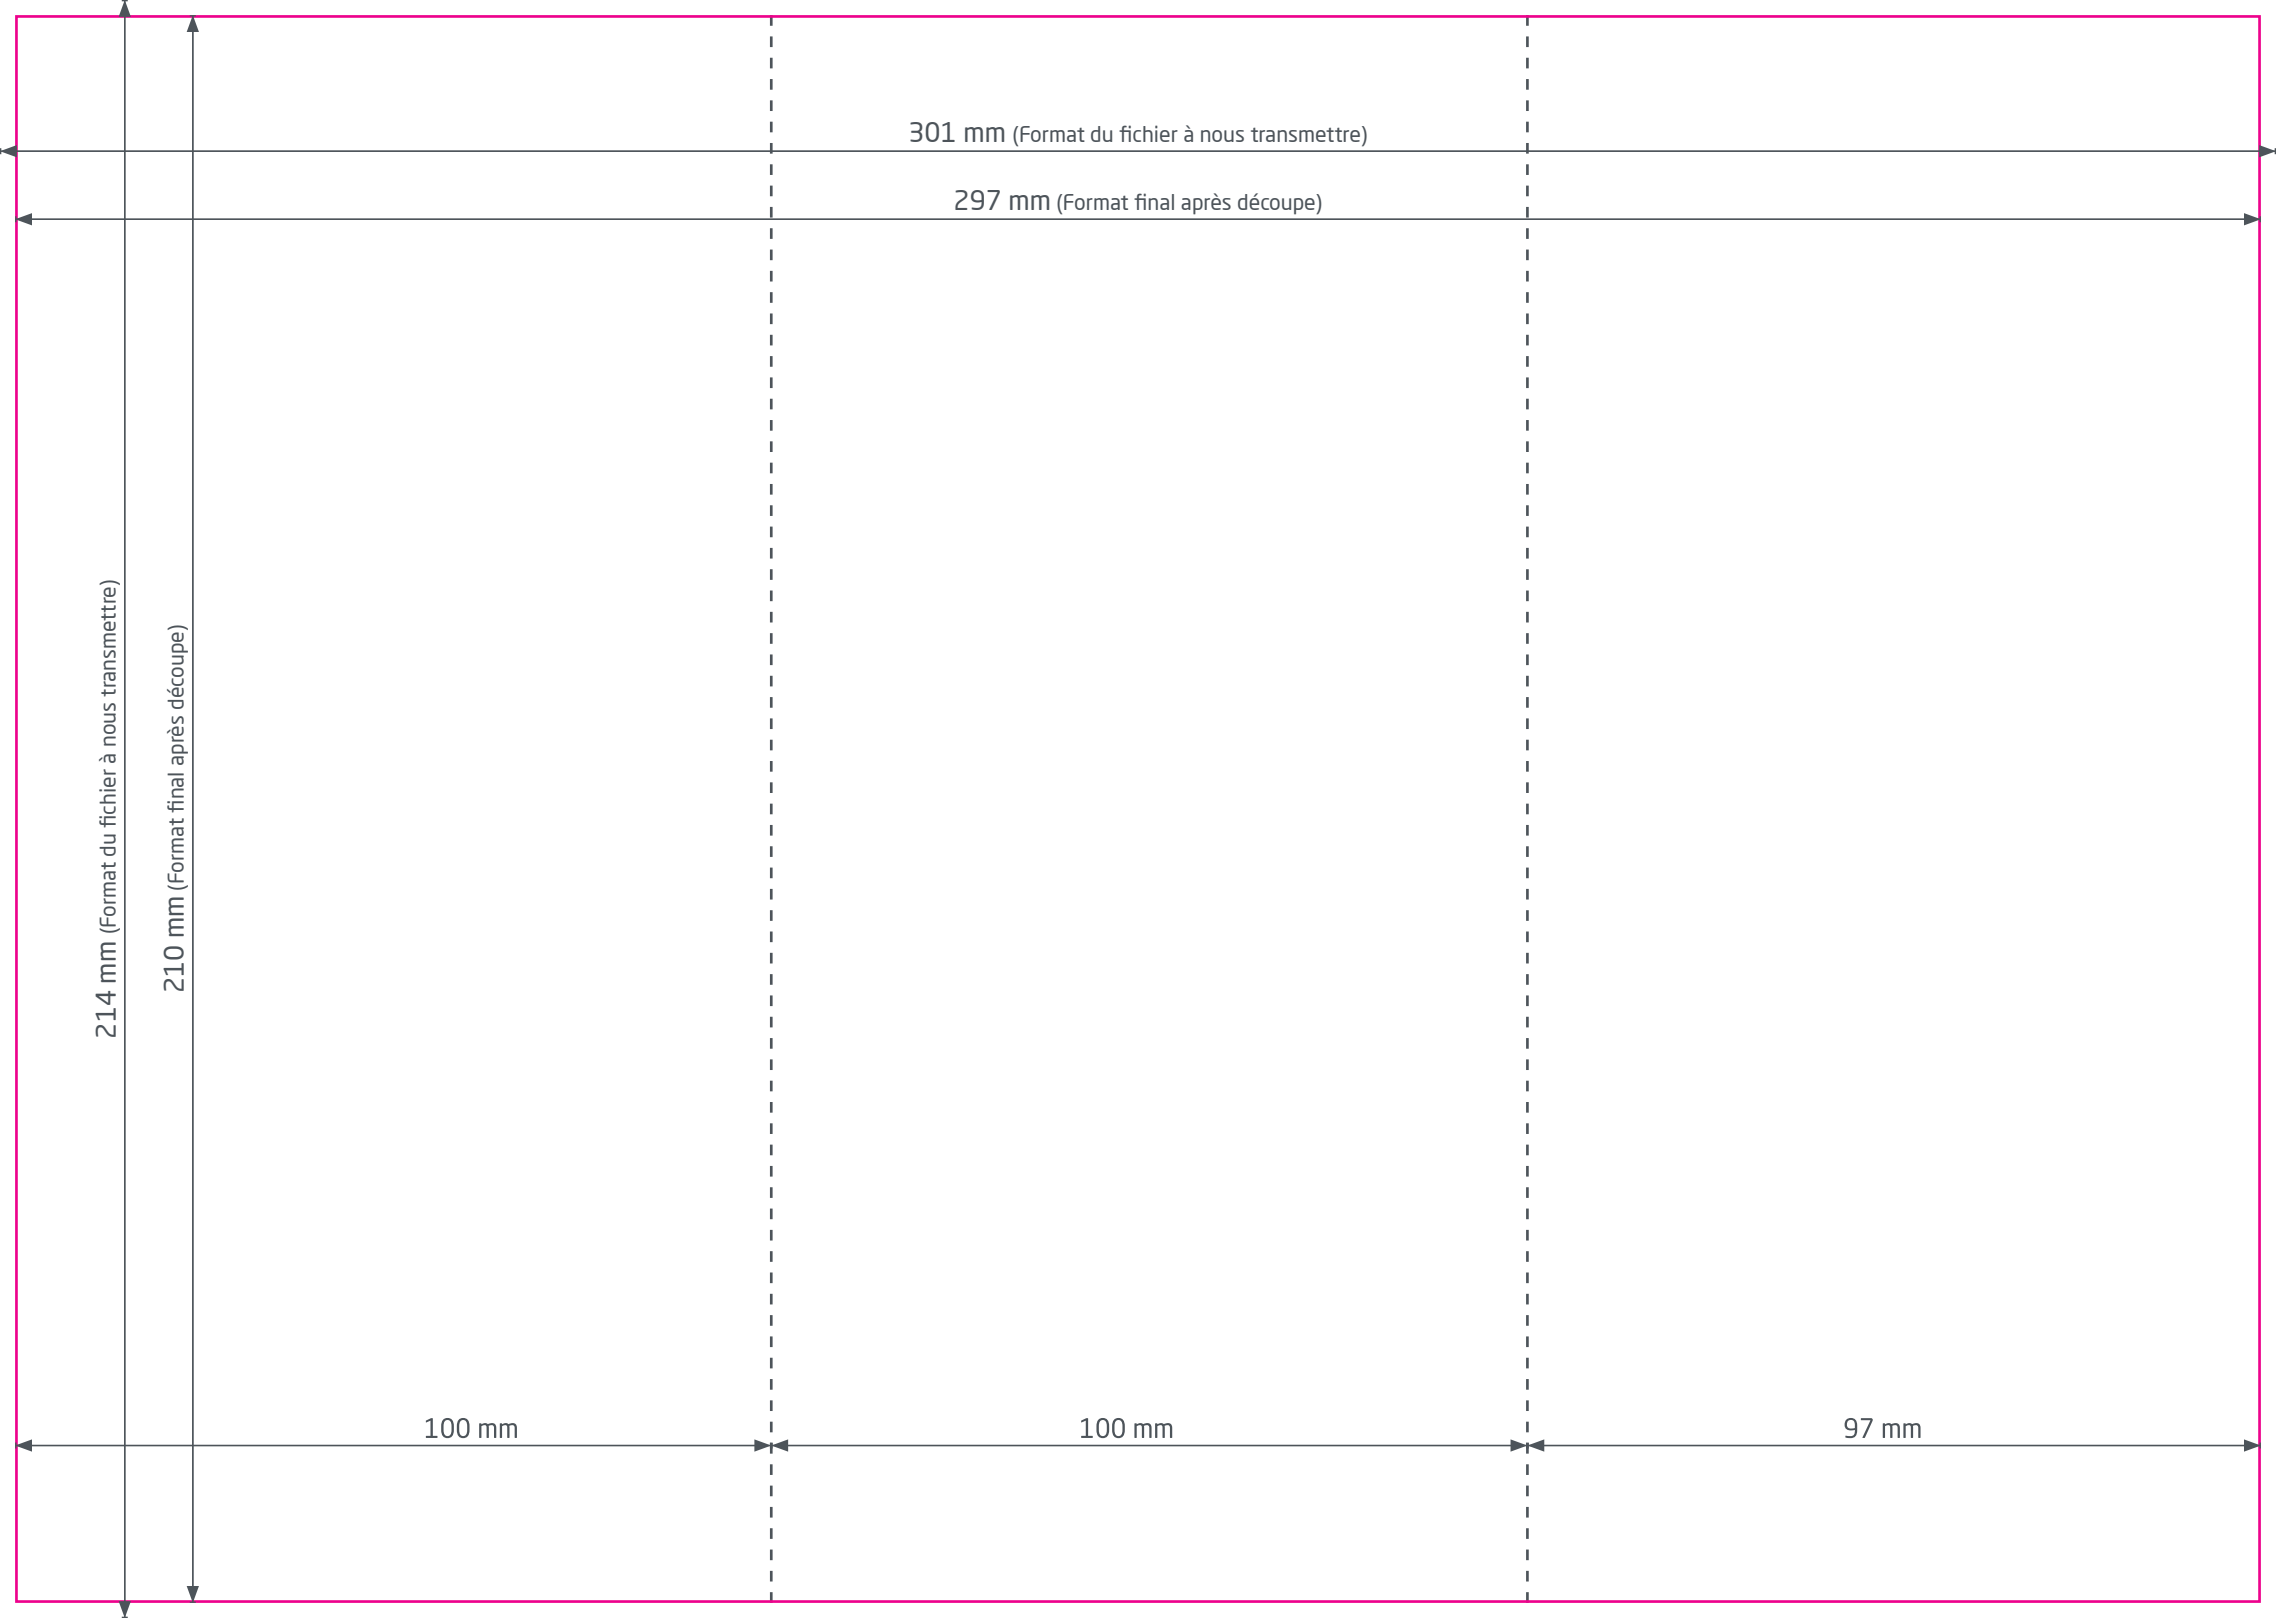 301 mm (Format du fichier à nous transmettre)
297 mm (Format final après découpe)
214 mm (Format du fichier à nous transmettre)
210 mm (Format final après découpe)
100 mm
100 mm
97 mm